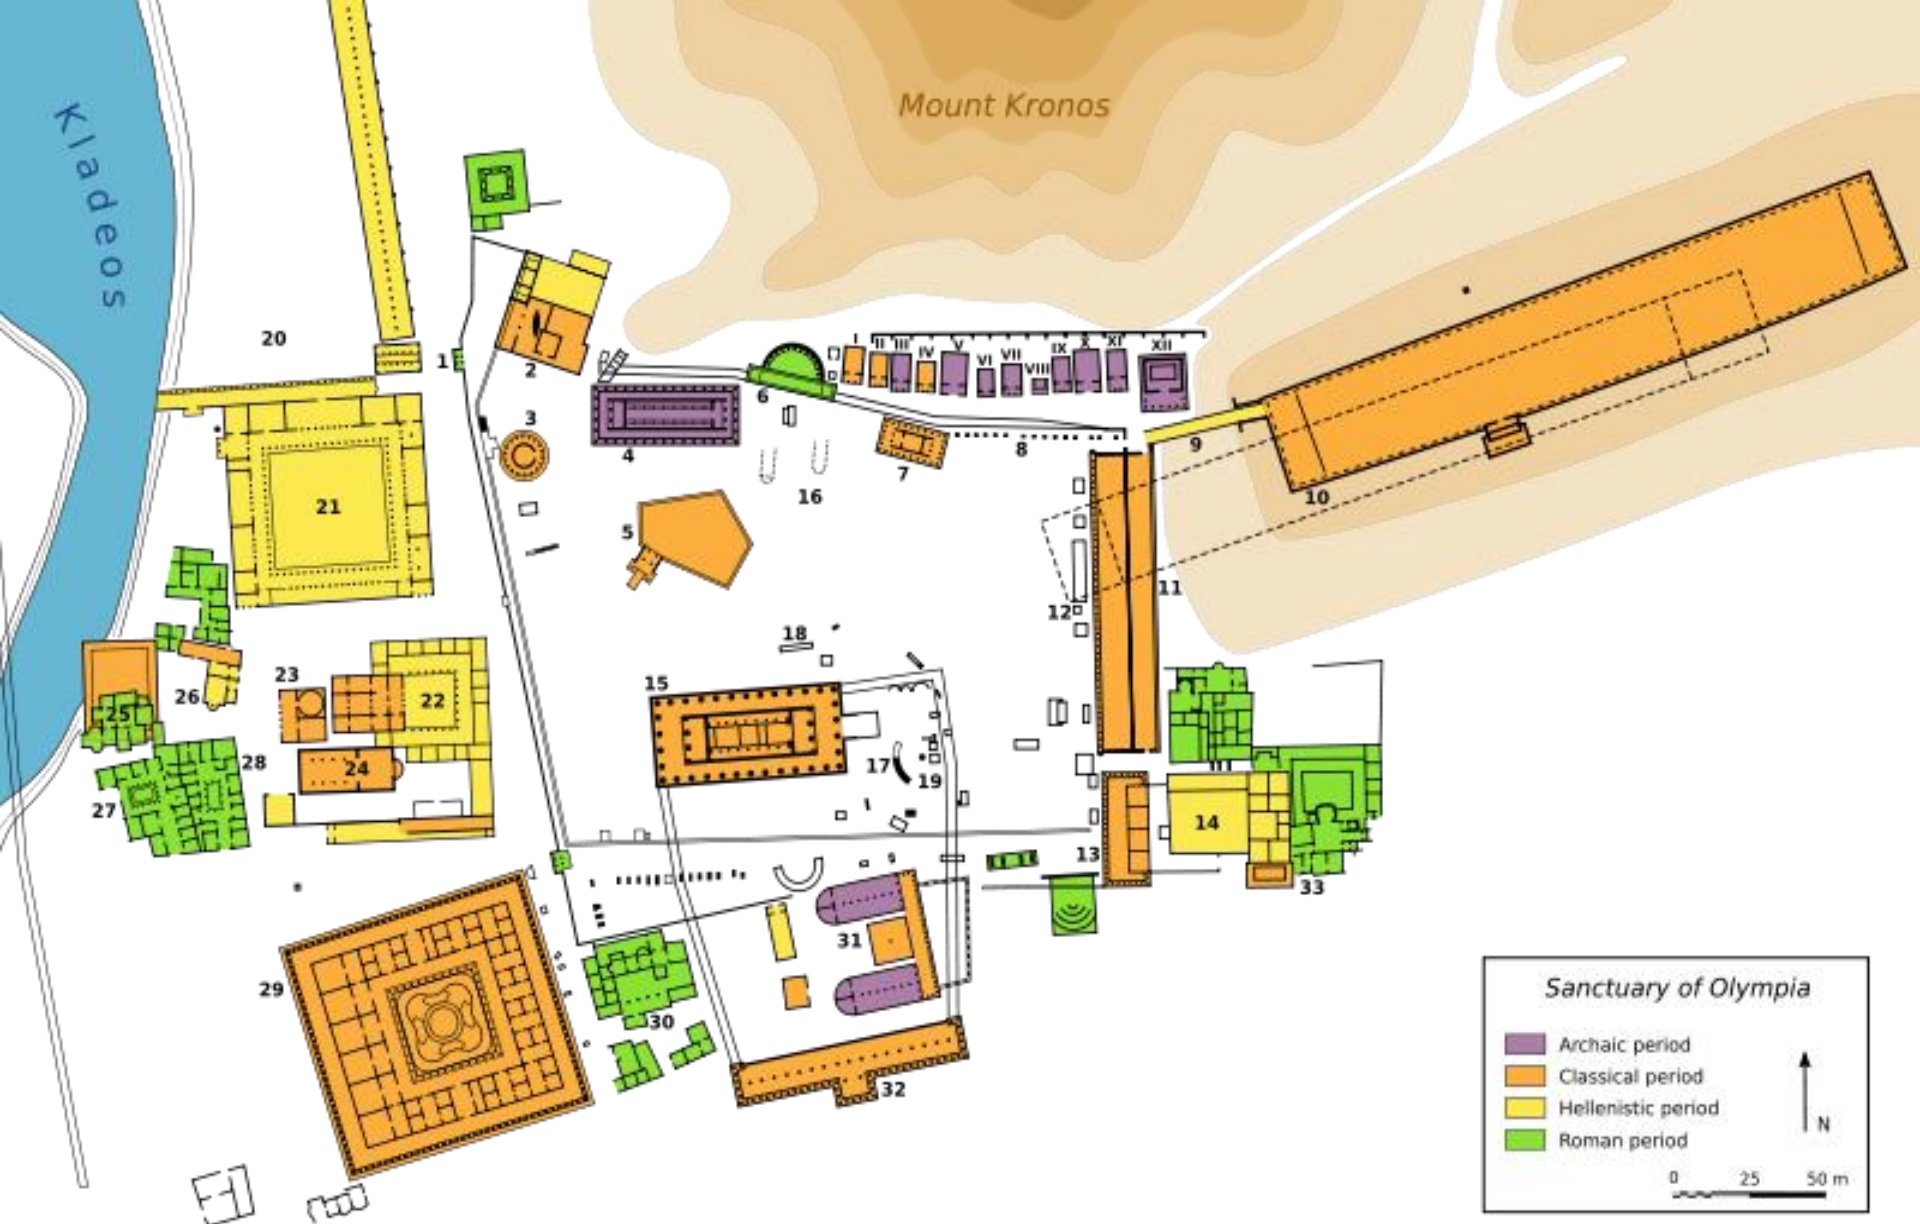 Kladeos
Mount Kronos
20
1
2
3
4
5
6
7
8
9
10
11
12
I
II
III
IV
V
VI
VII
VIII
IX
X
XI
XII
16
21
18
15
22
23
24
25
26
27
28
17
19
14
13
33
29
30
31
32
Sanctuary of Olympia
Archaic period
Classical period
Hellenistic period
Roman period
N
0 25 50 m